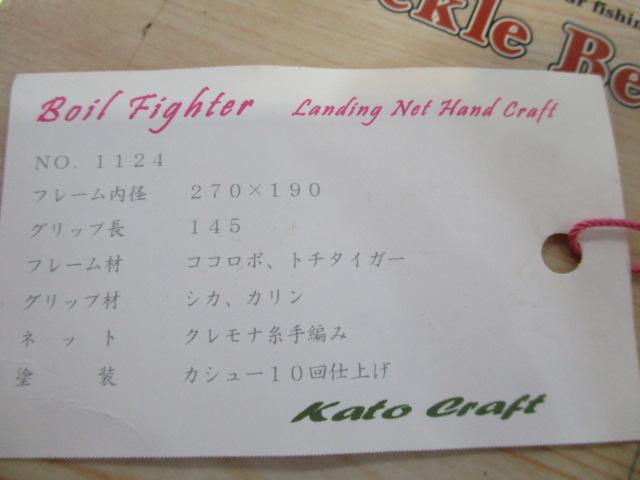 ur fishin
ckle Be
Boil Fighter Landing Net Hand Craft
NO. 1124
フレーム内径 270×190
グリップ長 145
フレーム材 ココロボ、トチタイガー
グリップ材 シカ、カリン
ネット クレモナ糸手編み
塗装 カシュー10回仕上げ
Kato Craft